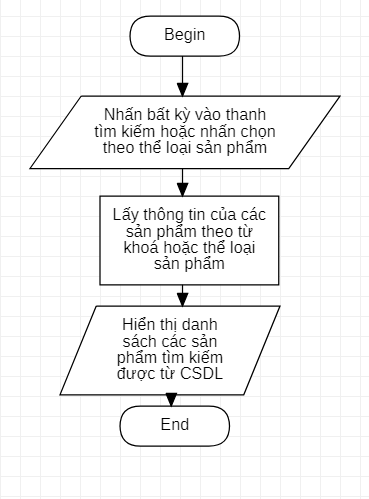 Begin
Nhấn bất kỳ vào thanh
tìm kiếm hoặc nhấn chọn
theo thể loại sản phẩm
Lấy thông tin của các
sản phẩm theo từ
khoá hoặc thể loại
sản phẩm
Hiển thị danh
sách các sản
phẩm tìm kiếm
được từ CSDL
End